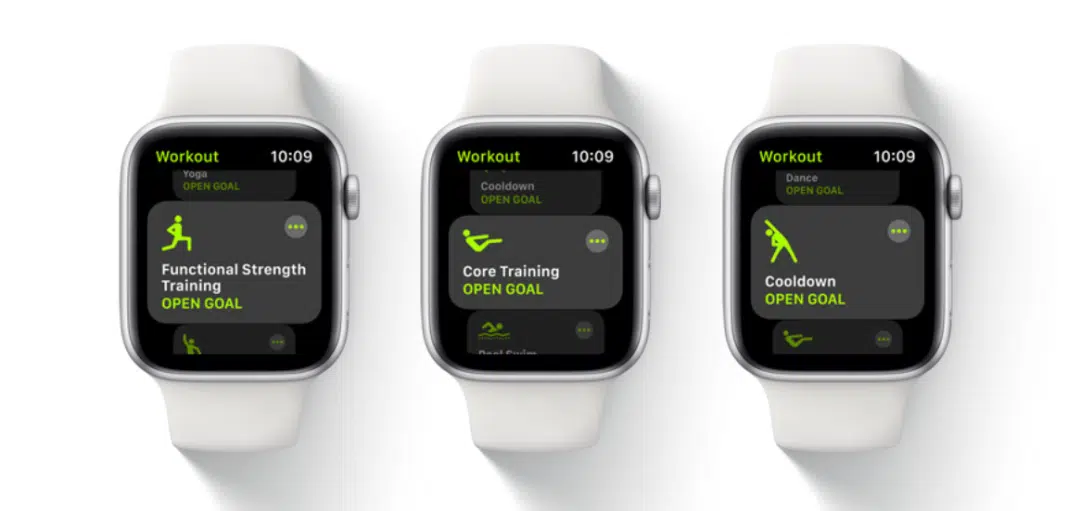 Workout 10:09
Yoga
OPEN GOAL
Functional Strength
Training
OPEN GOAL
Workout 10:09
Cooldown
OPEN GOAL
Core Training
OPEN GOAL
Pool Swim
Workout 10:09
Dance
OPEN GOAL
Cooldown
OPEN GOAL